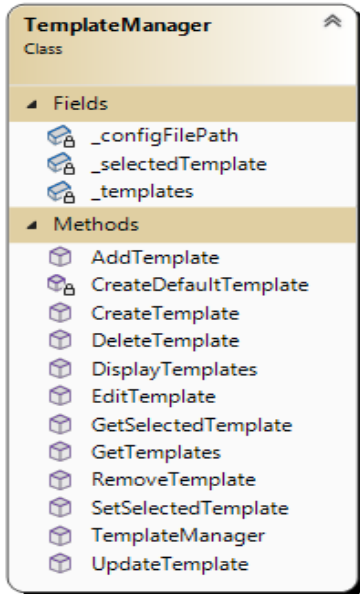 TemplateManager
Class
Fields
_configFilePath
_selectedTemplate
_templates
Methods
AddTemplate
CreateDefaultTemplate
CreateTemplate
DeleteTemplate
DisplayTemplates
EditTemplate
GetSelectedTemplate
GetTemplates
RemoveTemplate
SetSelectedTemplate
TemplateManager
UpdateTemplate